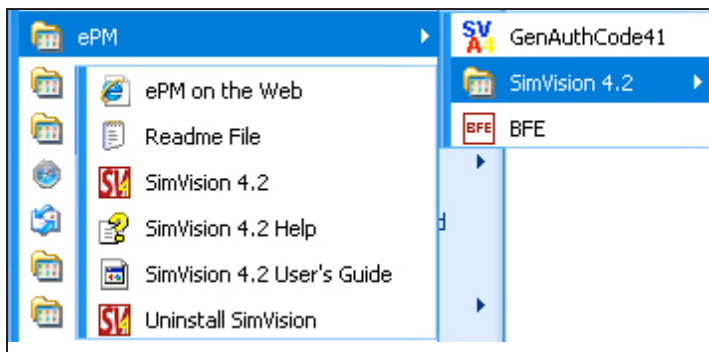 ePM
GenAuthCode41
SimVision 4.2
BFE
BFE
ePM on the Web
Readme File
SimVision 4.2
SimVision 4.2 Help
SimVision 4.2 User's Guide
Uninstall SimVision